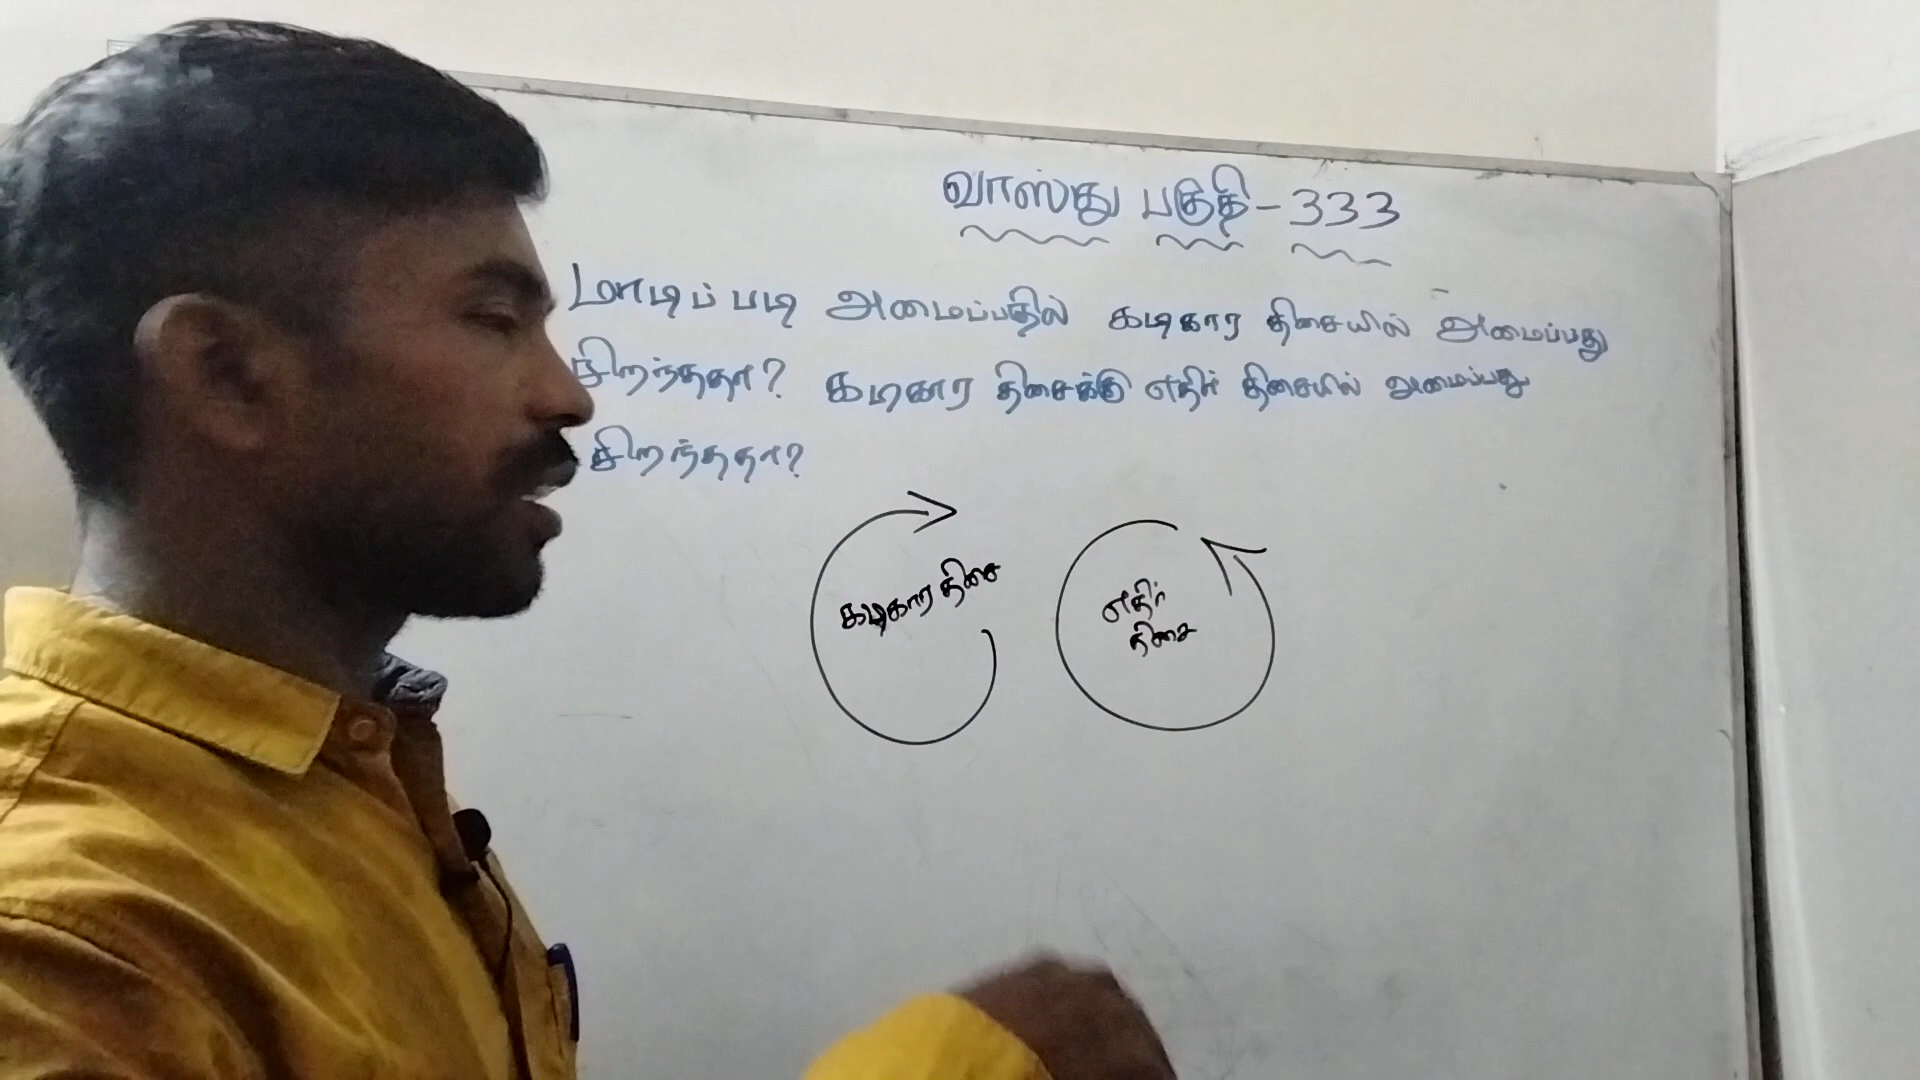 வாஸ்து பகுதி - 333
மாடிப்படி அமைப்பதில் கடிகார திசையில் அமைப்பது
சிறந்ததா? கடிகார திசைக்கு எதிர் திசையில் அமைப்பது
சிறந்ததா?
கடிகார திசை
எதிர்
திசை